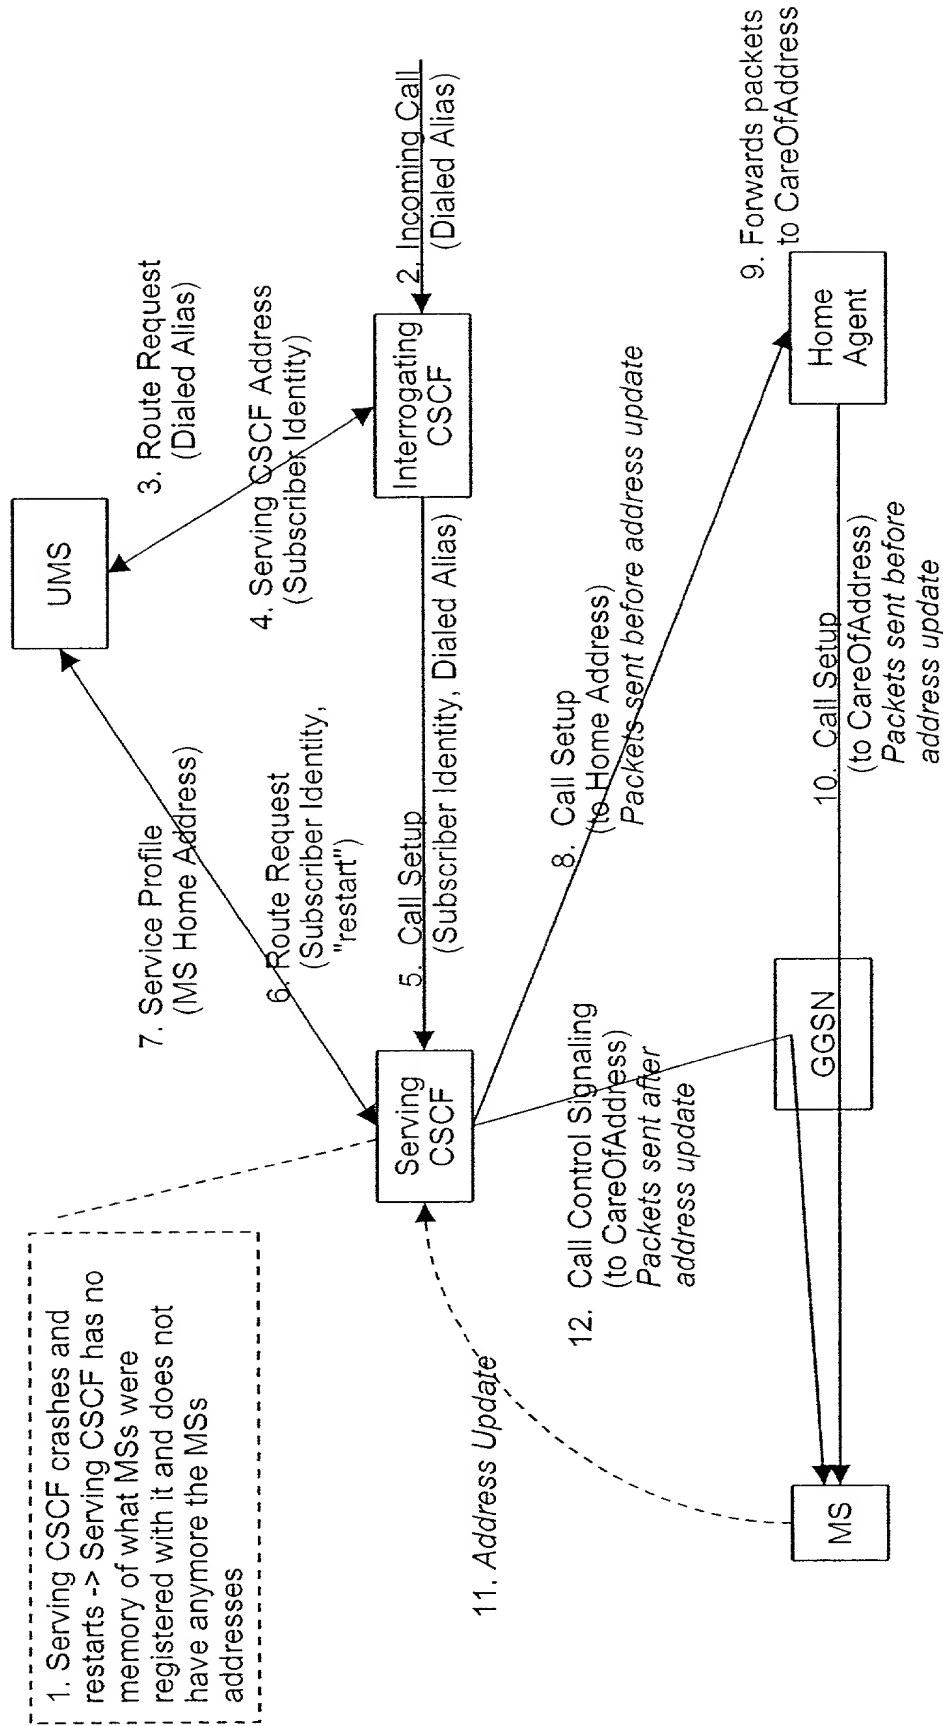 1. Serving CSCF crashes and
restarts -> Serving CSCF has no
memory of what MSs were
registered with it and does not
have anymore the MSs
addresses
UMS
7. Service Profile
(MS Home Address)
3. Route Request
(Dialed Alias)
6. Route Request
(Subscriber Identity,
"restart")
4. Serving CSCF Address
(Subscriber Identity)
Serving
CSCF
5. Call Setup
(Subscriber Identity, Dialed Alias)
Interrogating
CSCF
2. Incoming Call
(Dialed Alias)
11. Address Update
12. Call Control Signaling
(to CareOfAddress)
Packets sent after
address update
8. Call Setup
(to Home Address)
Packets sent before address update
9. Forwards packets
to CareOfAddress
MS
GGSN
10. Call Setup
(to CareOfAddress)
Packets sent before
address update
Home
Agent